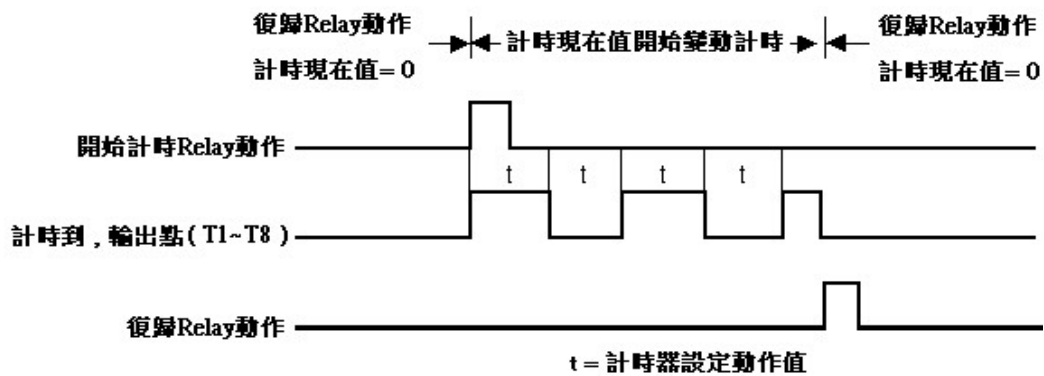 復歸Relay動作
計時現在值=0
計時現在值開始變動計時
復歸Relay動作
計時現在值=0
開始計時Relay動作
t
t
t
t
計時到，輸出點(T1~T8)
復歸Relay動作
t=計時器設定動作值